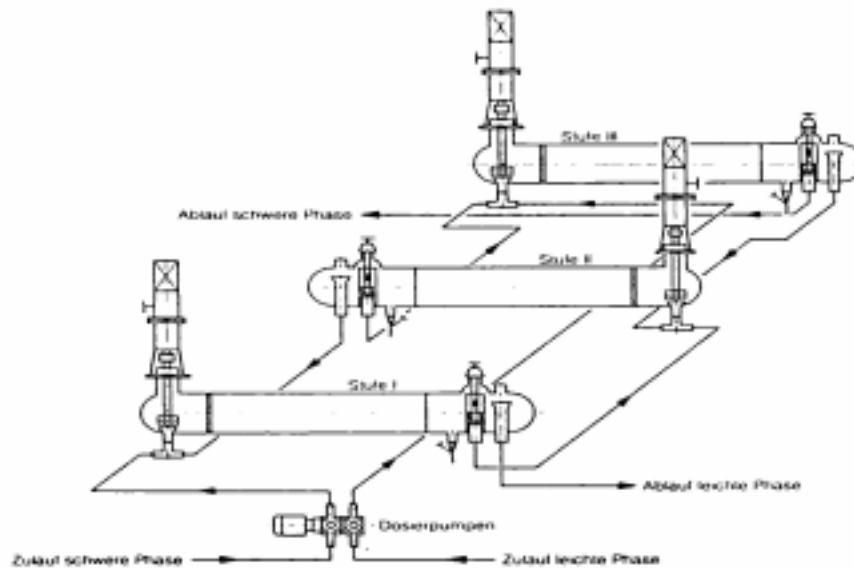 Stufe III
Ablauf schwere Phase
Stufe II
Stufe I
Ablauf leichte Phase
Dosierpumpen
Zulauf schwere Phase
Zulauf leichte Phase